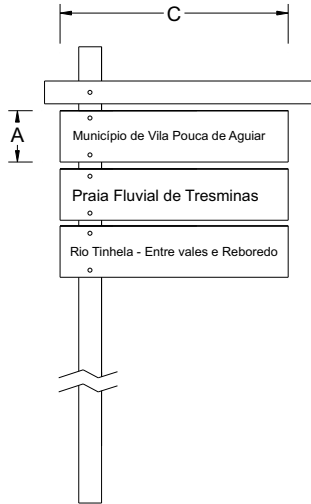 C
A
Município de Vila Pouca de Aguiar
Praia Fluvial de Tresminas
Rio Tinhela - Entre vales e Reboredo